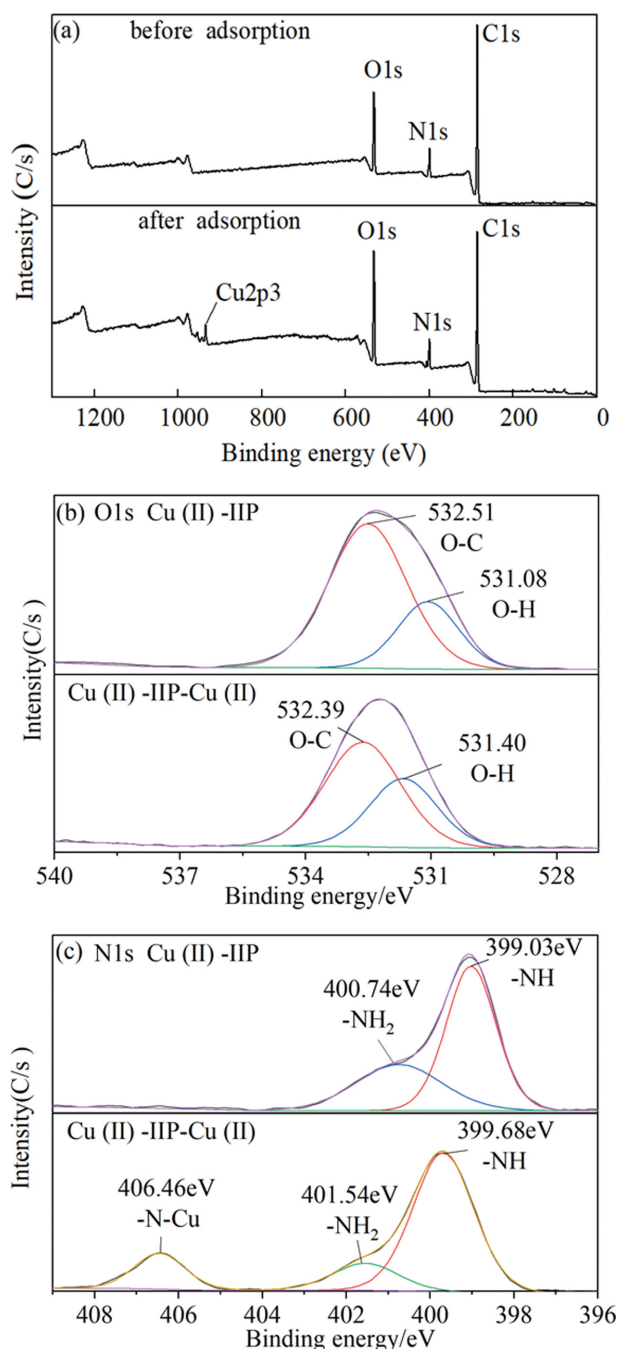 (a) before adsorption
C1s
O1s
N1s
after adsorption
O1s
C1s
Cu2p3
N1s
Intensity (C/s)
1200 1000 800 600 400 200 0
Binding energy (eV)
(b) O1s Cu (II) -IIP
532.51
O-C
531.08
O-H
Cu (II) -IIP-Cu (II)
532.39
O-C
531.40
O-H
Intensity(C/s)
540 537 534 531 528
Binding energy/eV
(c) N1s Cu (II) -IIP
399.03eV
-NH
400.74eV
-NH₂
Cu (II) -IIP-Cu (II)
399.68eV
-NH
406.46eV
-N-Cu
401.54eV
-NH₂
Intensity(C/s)
408 406 404 402 400 398 396
Binding energy/eV